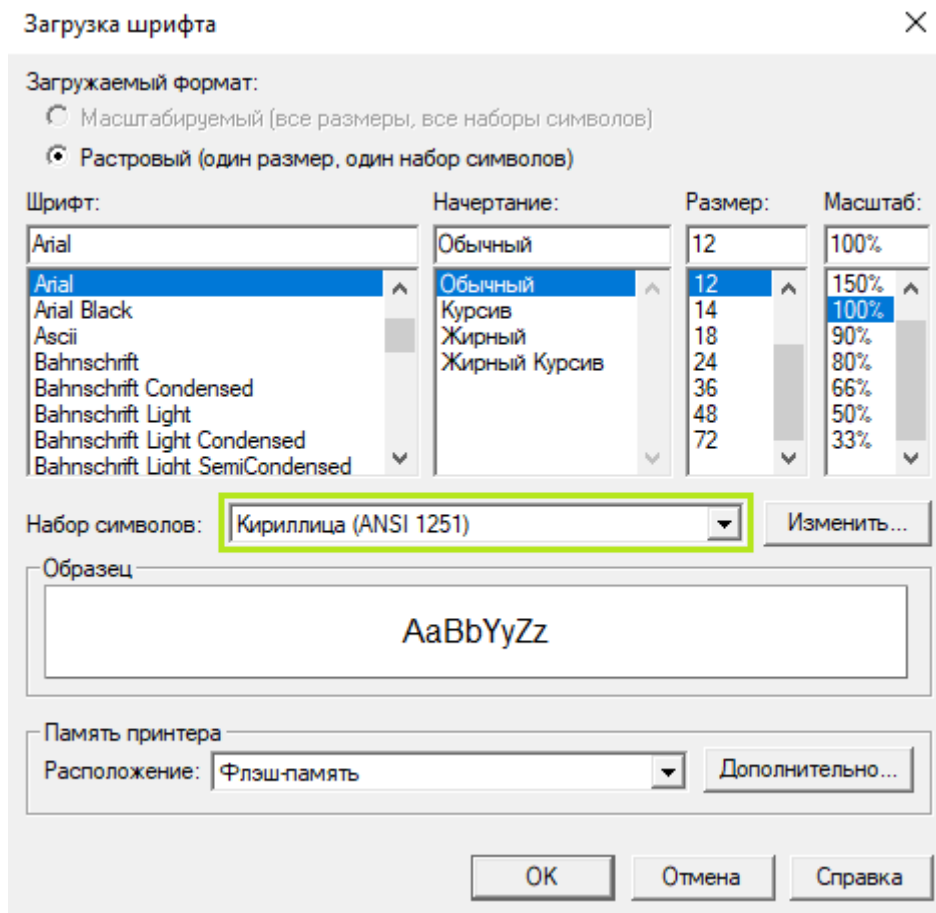 Загрузка шрифта
Загружаемый формат:
Масштабируемый (все размеры, все наборы символов)
Растровый (один размер, один набор символов)
Шрифт: Начертание: Размер: Масштаб:
Arial Обычный 12 100%
Arial Обычный 12 150%
Arial Black Курсив 14 100%
Ascii Жирный 18 90%
Bahnschrift Жирный Курсив 24 80%
Bahnschrift Condensed 36 66%
Bahnschrift Light 48 50%
Bahnschrift Light Condensed 72 33%
Bahnschrift Light SemiCondensed
Набор символов: Кириллица (ANSI 1251) Изменить...
Образец
AaBbYyZz
Память принтера
Расположение: Флэш-память Дополнительно...
OK Отмена Справка